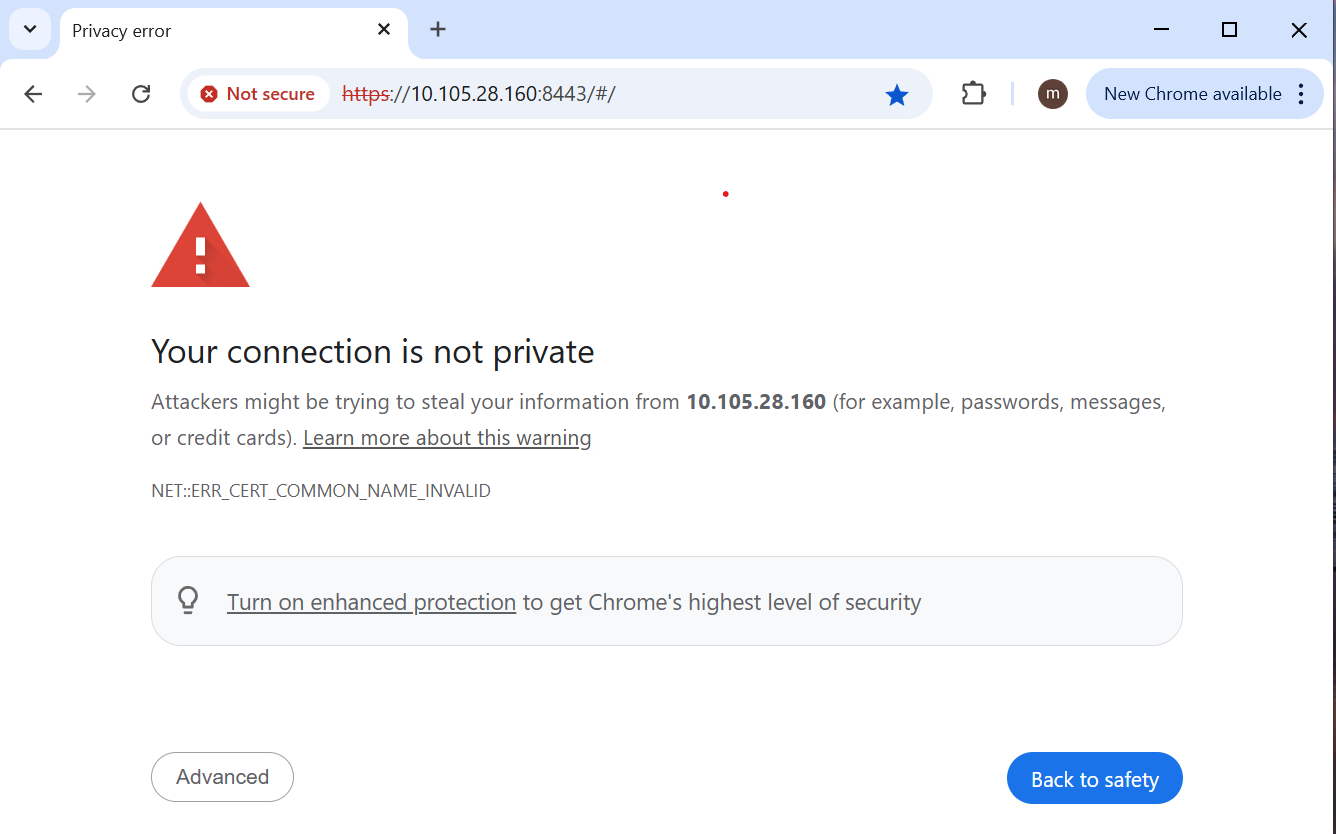 Privacy error
Not secure https://10.105.28.160:8443/#/ m New Chrome available
Your connection is not private
Attackers might be trying to steal your information from 10.105.28.160 (for example, passwords, messages,
or credit cards). Learn more about this warning
NET::ERR_CERT_COMMON_NAME_INVALID
Turn on enhanced protection to get Chrome's highest level of security
Advanced Back to safety